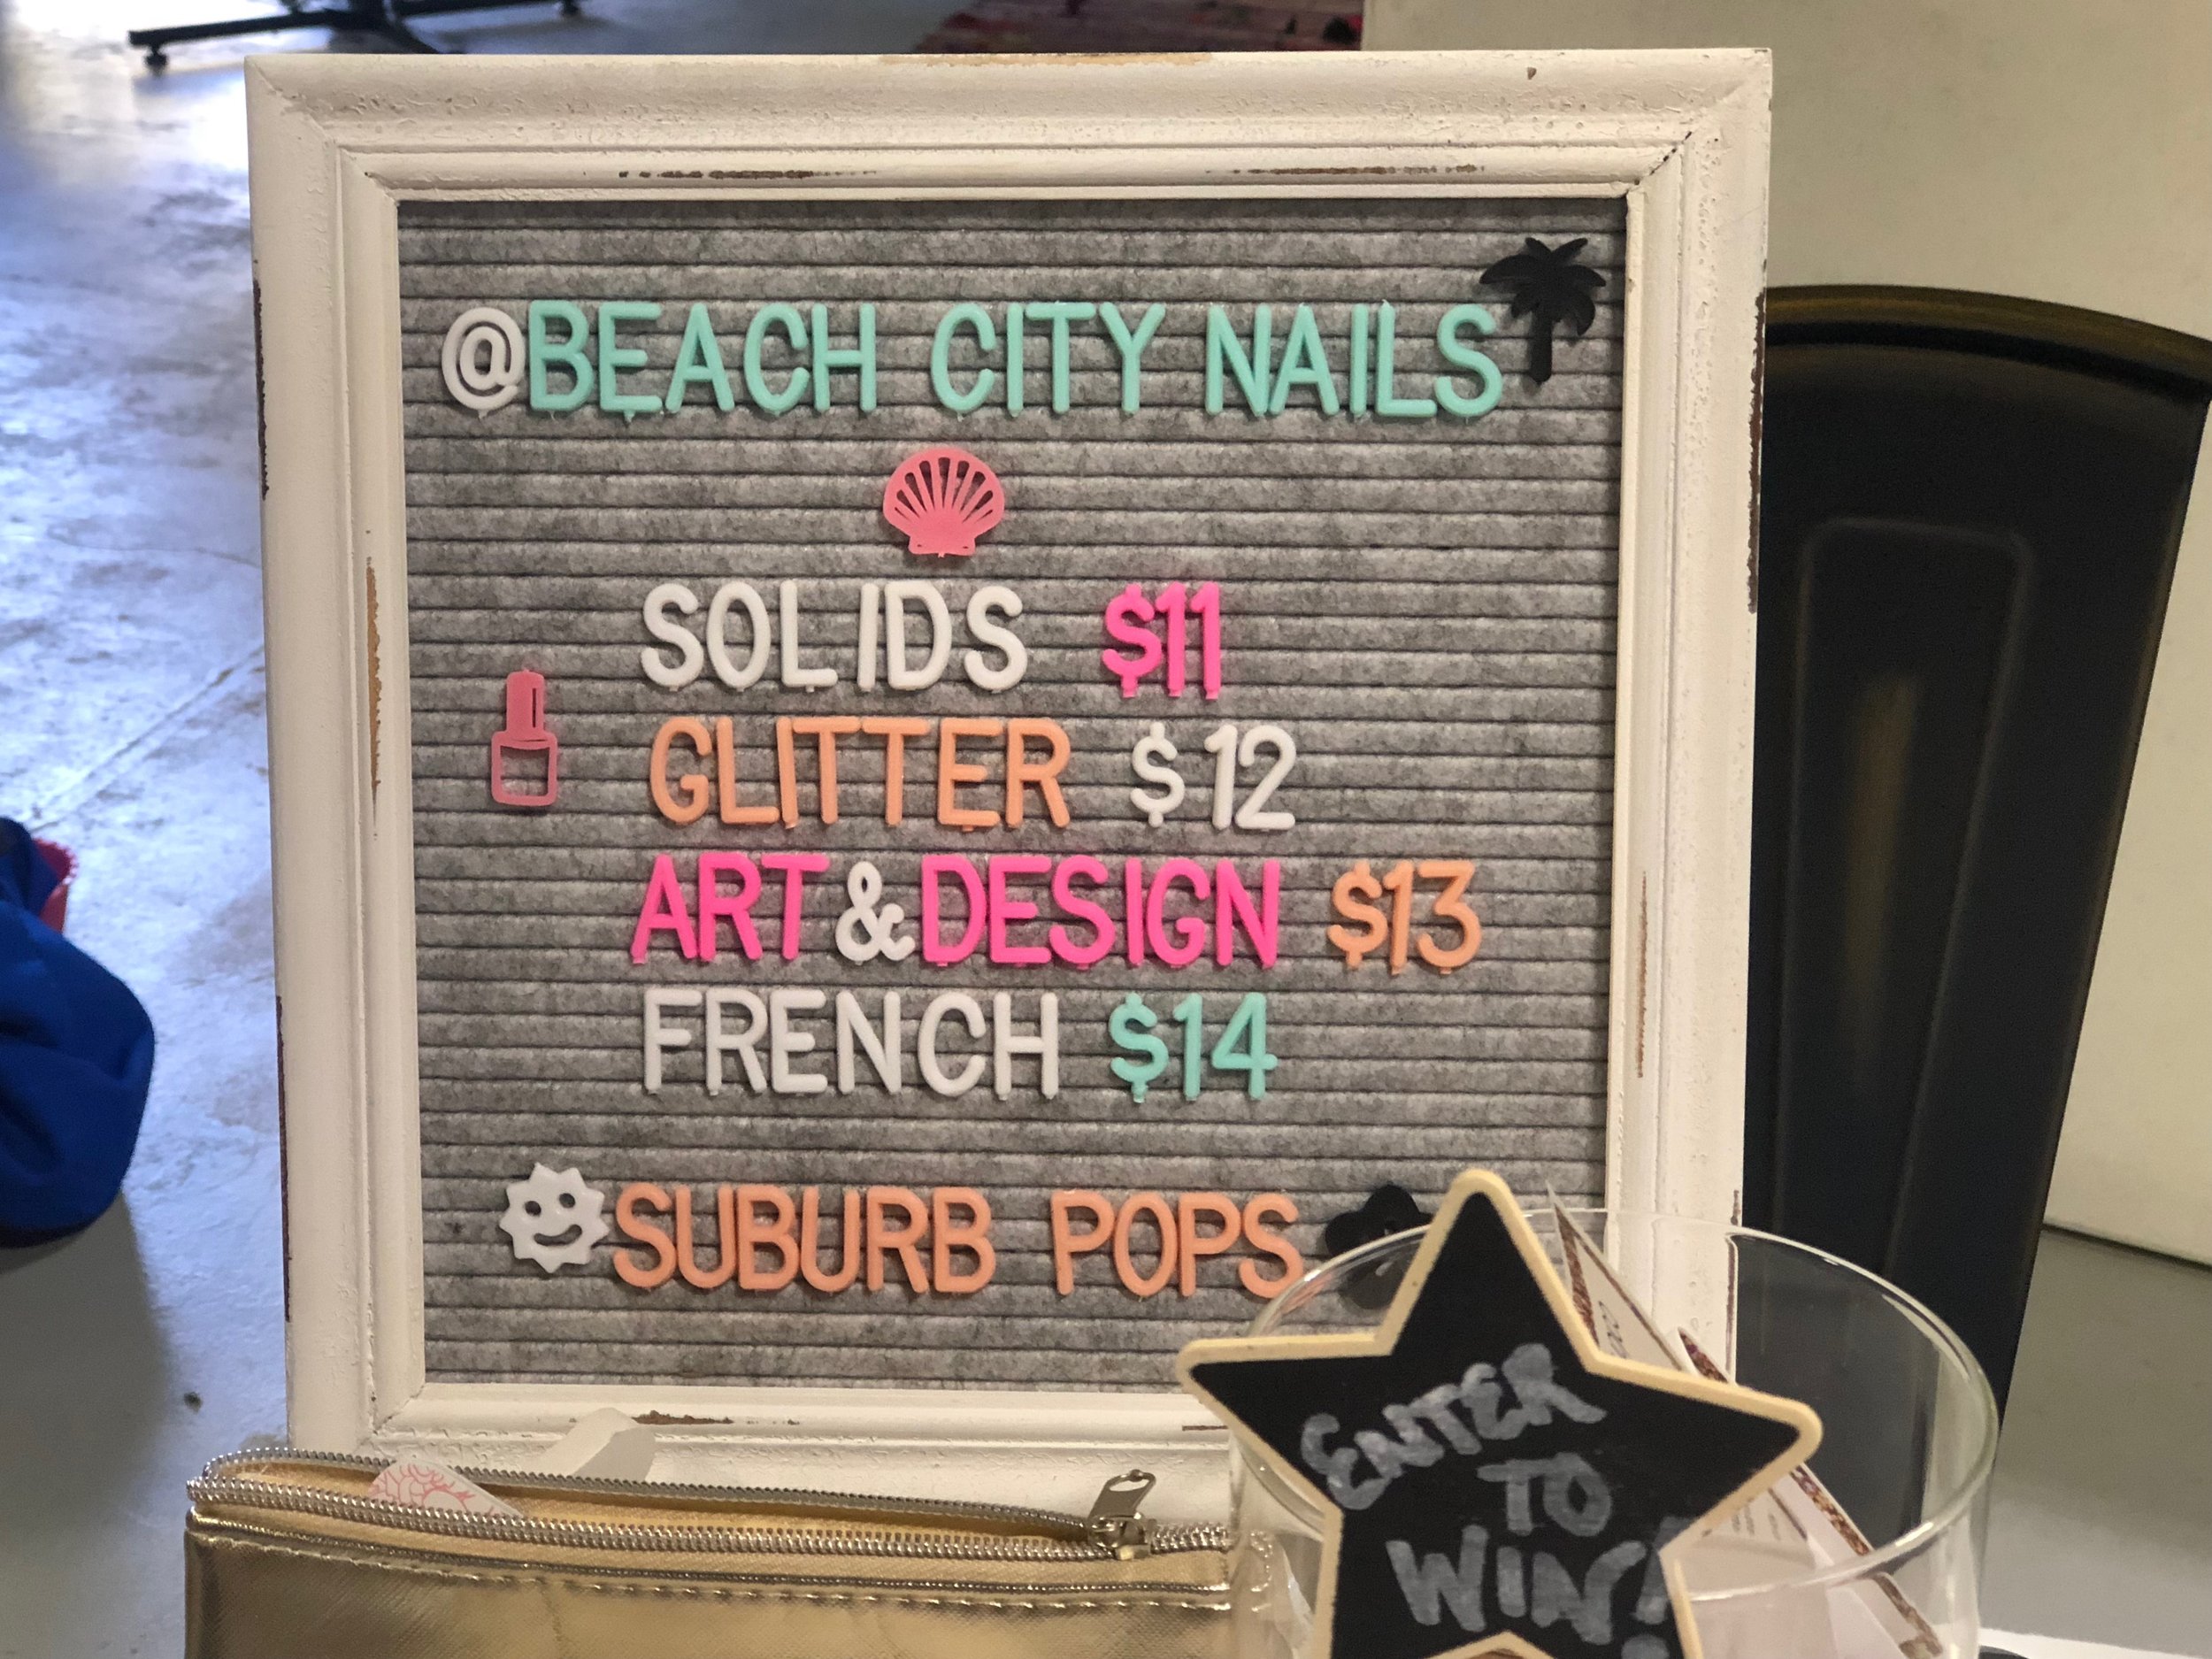 @BEACH CITY NAILS
SOLIDS $11
GLITTER $12
ART&DESIGN $13
FRENCH $14
SUBURB POPS
ENTER
TO
WIN!